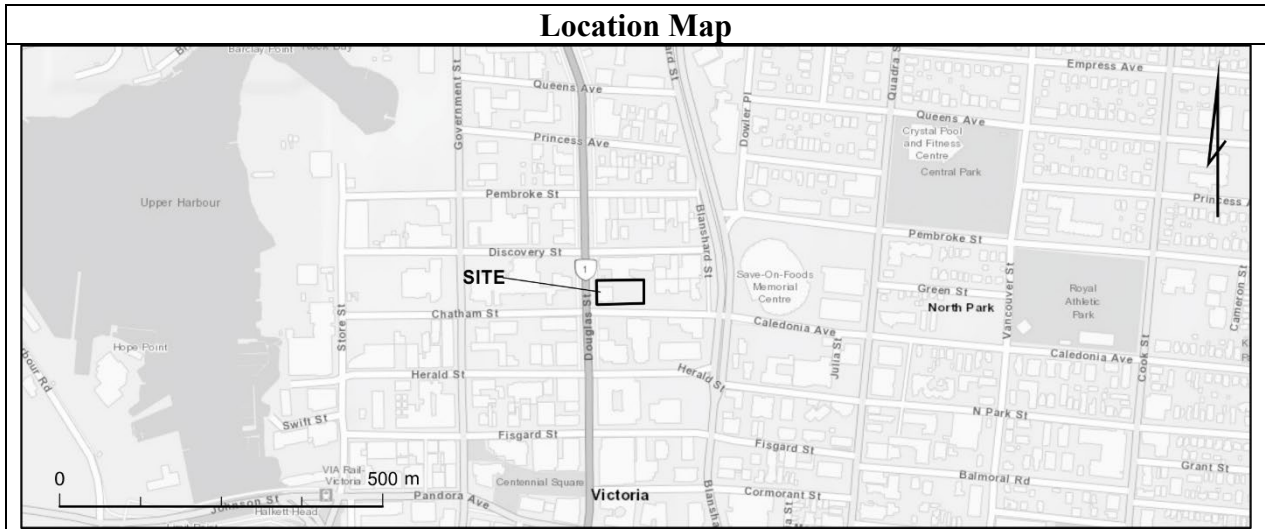 Location Map
Barclay Point
Government St
Queens Ave
Princess Ave
Pembroke St
Discovery St
Upper Harbour
SITE
1
Chatham St
Douglas St
Store St
Hope Point
Herald St
Swift St
Fisgard St
VIA Rail-
Victoria
Centennial Square
Johnson St
Pandora Ave
Victoria
0
500 m
Blanshard St
Dowler Pl
Quadra S
Empress Ave
Queens Ave
Crystal Pool
and Fitness
Centre
Central Park
Princess
Pembroke St
Save-On-Foods
Memorial
Centre
Green St
North Park
Vancouver St
Royal
Athletic
Park
Cameron St
Cook St
Caledonia Ave
Caledonia Ave
Julia St
Herald St
N Park St
Fisgard St
Balmoral Rd
Grant St
Cormorant St